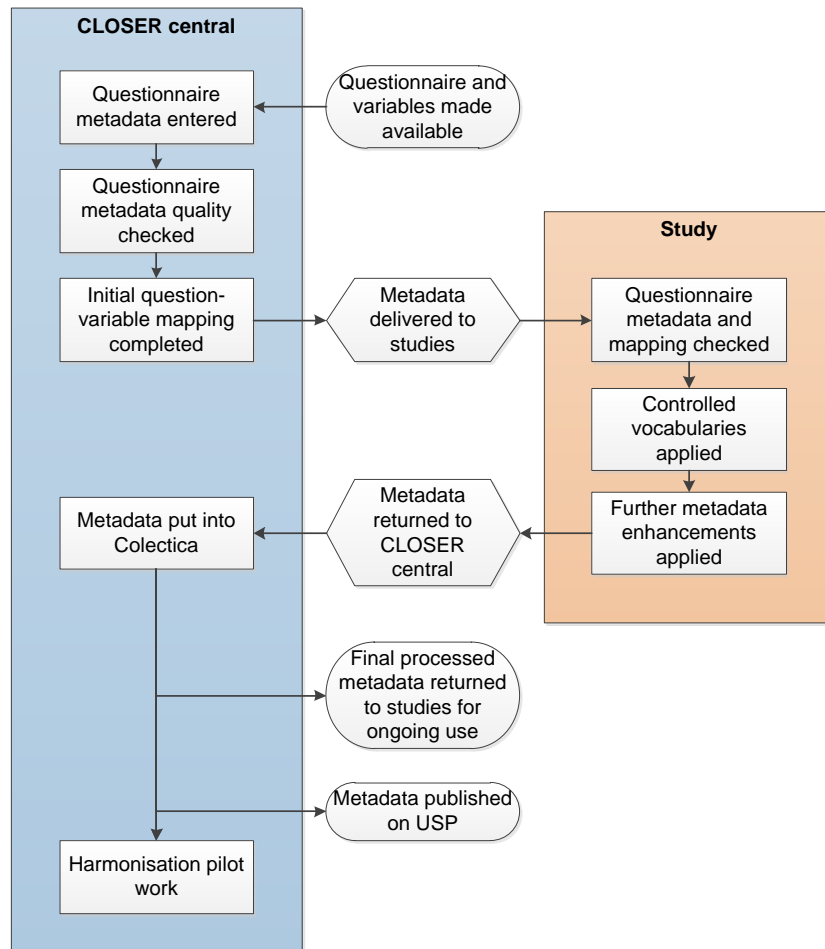 CLOSER central
Questionnaire
metadata entered
Questionnaire and
variables made
available
Questionnaire
metadata quality
checked
Study
Initial question-
variable mapping
completed
Metadata
delivered to
studies
Questionnaire
metadata and
mapping checked
Controlled
vocabularies
applied
Further metadata
enhancements
applied
Metadata
returned to
CLOSER
central
Metadata put into
Colectica
Final processed
metadata returned
to studies for
ongoing use
Metadata published
on USP
Harmonisation pilot
work